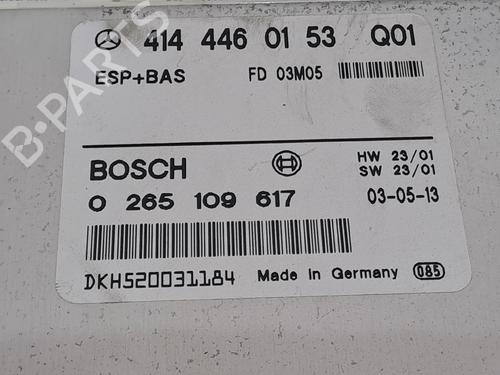 414 446 01 53 Q01
ESP+BAS FD 03M05
BOSCH HW 23/01
SW 23/01
0 265 109 617 03-05-13
DKH520031184 Made in Germany 085
B-PARTS